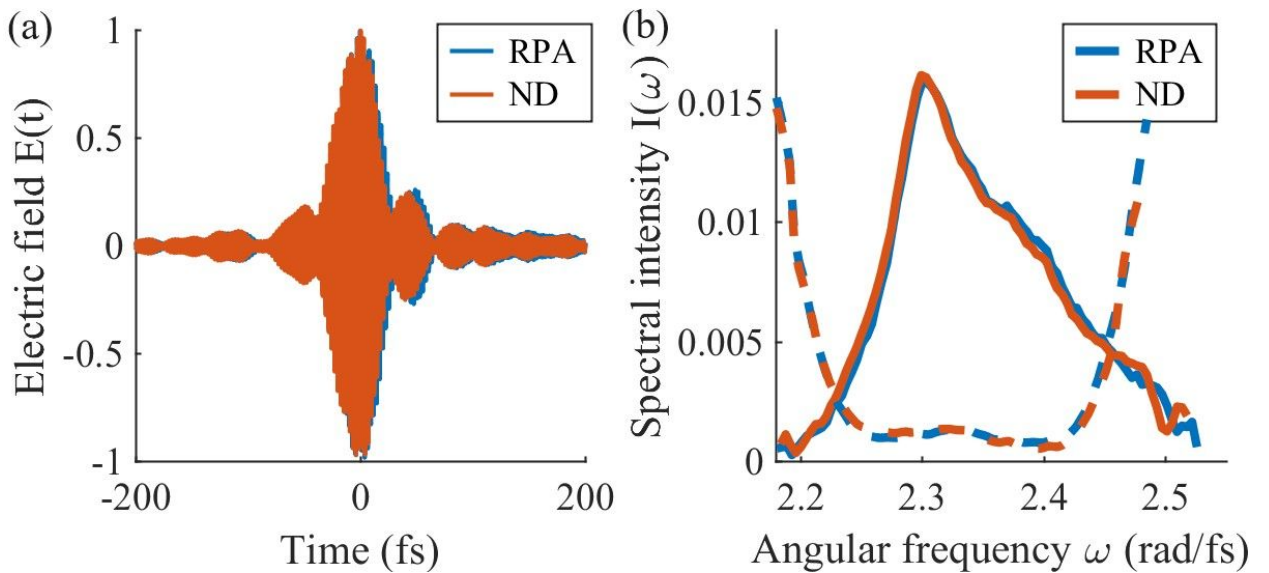 (a)
Electric field E(t)
1
0.5
0
-0.5
-1
RPA
ND
-200
0
200
Time (fs)
(b)
Spectral intensity I(ω)
0.015
0.01
0.005
0
RPA
ND
2.2
2.3
2.4
2.5
Angular frequency ω (rad/fs)